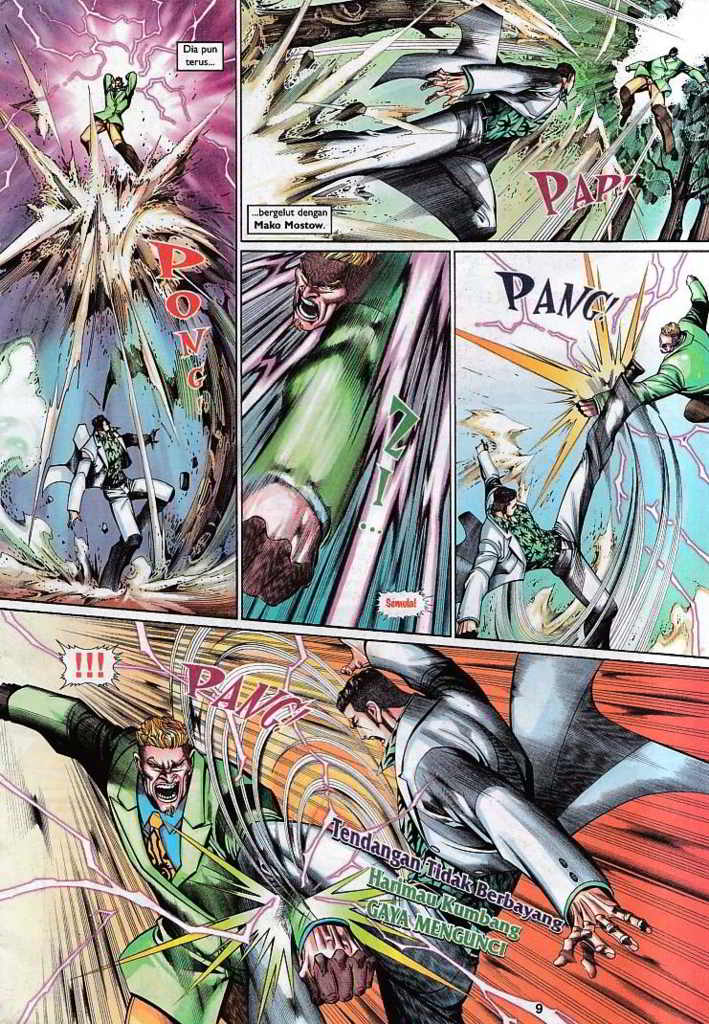 Dia pun
terus...
PONG!
PAP!
...bergelut dengan
Mako Mostow.
ZI...
Semula!
PANG!
!!!
PANG!
Tendangan Tidak Berbayang
Harimau Kumbang
GAYA MENGUNCI
9